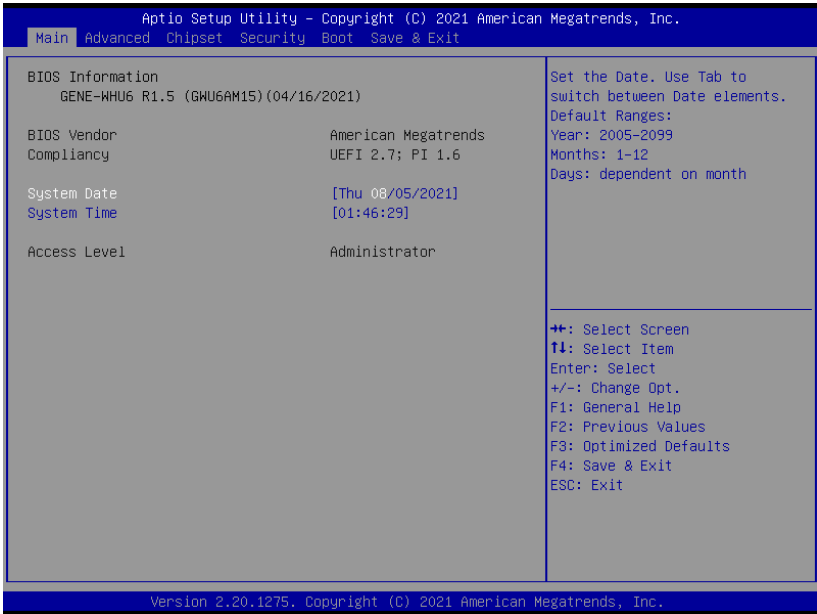 Aptio Setup Utility – Copyright (C) 2021 American Megatrends, Inc.
Main Advanced Chipset Security Boot Save & Exit
BIOS Information
GENE-WHU6 R1.5 (GWU6AM15)(04/16/2021)
BIOS Vendor American Megatrends
Compliancy UEFI 2.7; PI 1.6
System Date [Thu 08/05/2021]
System Time [01:46:29]
Access Level Administrator
Set the Date. Use Tab to
switch between Date elements.
Default Ranges:
Year: 2005-2099
Months: 1-12
Days: dependent on month
→←: Select Screen
↑↓: Select Item
Enter: Select
+/-: Change Opt.
F1: General Help
F2: Previous Values
F3: Optimized Defaults
F4: Save & Exit
ESC: Exit
Version 2.20.1275. Copyright (C) 2021 American Megatrends, Inc.